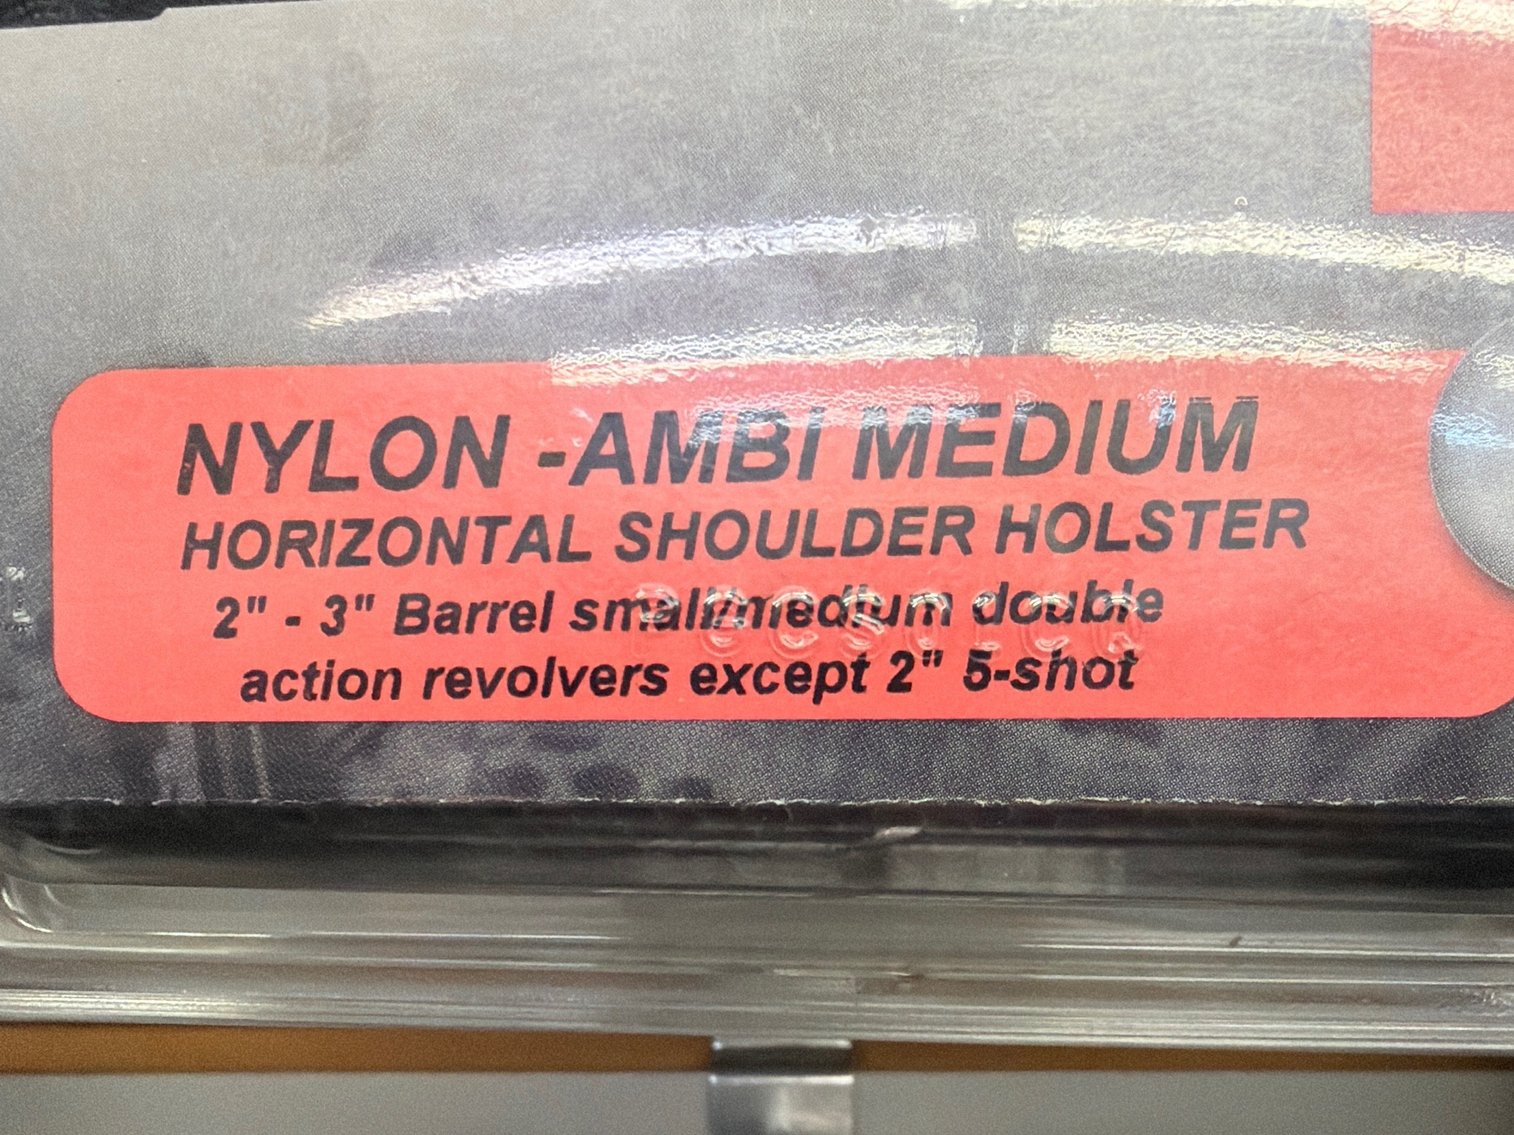 NYLON -AMBI MEDIUM
HORIZONTAL SHOULDER HOLSTER
2" - 3" Barrel small/medium double
action revolvers except 2" 5-shot